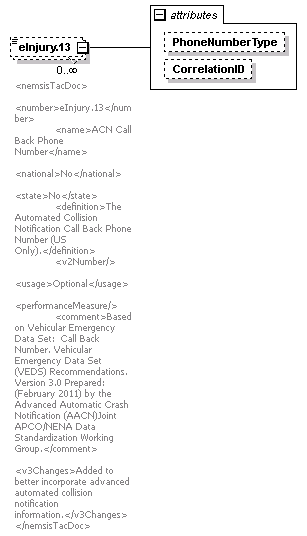 attributes
eInjury.13
PhoneNumberType
0..∞
CorrelationID
<nemsisTacDoc>
<number>eInjury.13</num
ber>
<name>ACN Call
Back Phone
Number</name>
<national>No</national>
<state>No</state>
<definition>The
Automated Collision
Notification Call Back Phone
Number (US
Only).</definition>
<v2Number/>
<usage>Optional</usage>
<performanceMeasure/>
<comment>Based
on Vehicular Emergency
Data Set:  Call Back
Number. Vehicular
Emergency Data Set
(VEDS) Recommendations.
Version 3.0 Prepared:
(February 2011) by the
Advanced Automatic Crash
Notification (AACN)Joint
APCO/NENA Data
Standardization Working
Group.</comment>
<v3Changes>Added to
better incorporate advanced
automated collision
notification
information.</v3Changes>
</nemsisTacDoc>